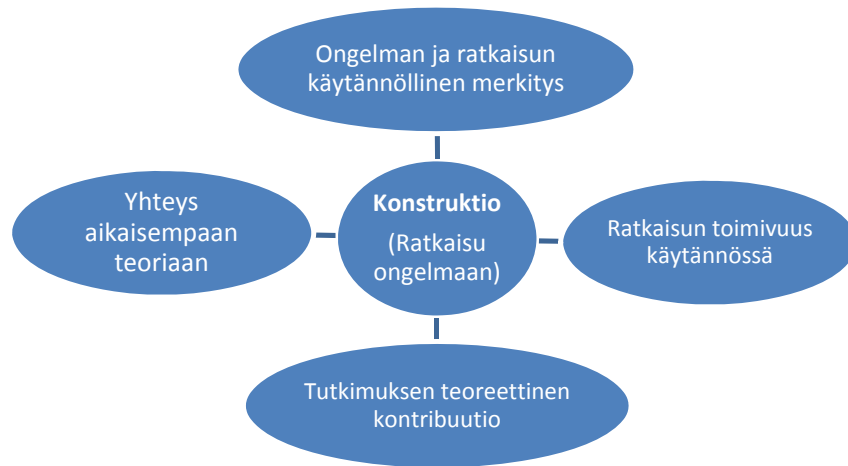 Ongelman ja ratkaisun
käytännöllinen merkitys
Yhteys
aikaisempaan
teoriaan
Konstruktio
(Ratkaisu
ongelmaan)
Ratkaisun toimivuus
käytännössä
Tutkimuksen teoreettinen
kontribuutio